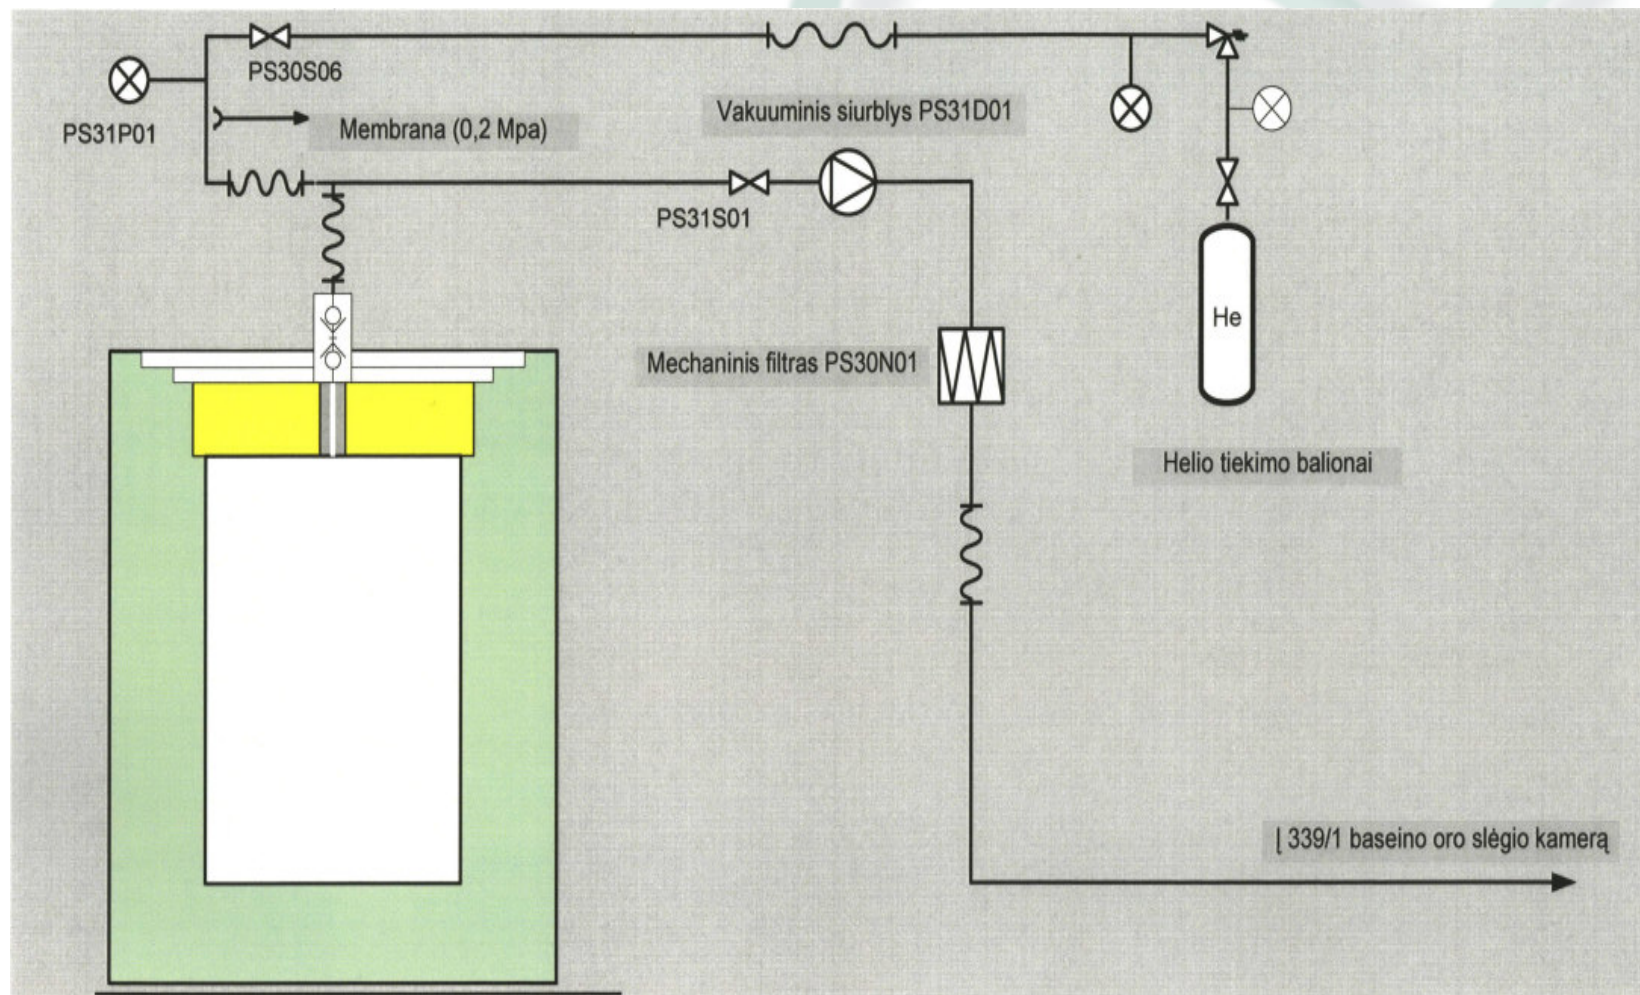 PS30S06
PS31P01
Membrana (0,2 Mpa)
Vakuuminis siurblys PS31D01
PS31S01
He
Mechaninis filtras PS30N01
Helio tiekimo balionai
Į 339/1 baseino oro slėgio kamerą